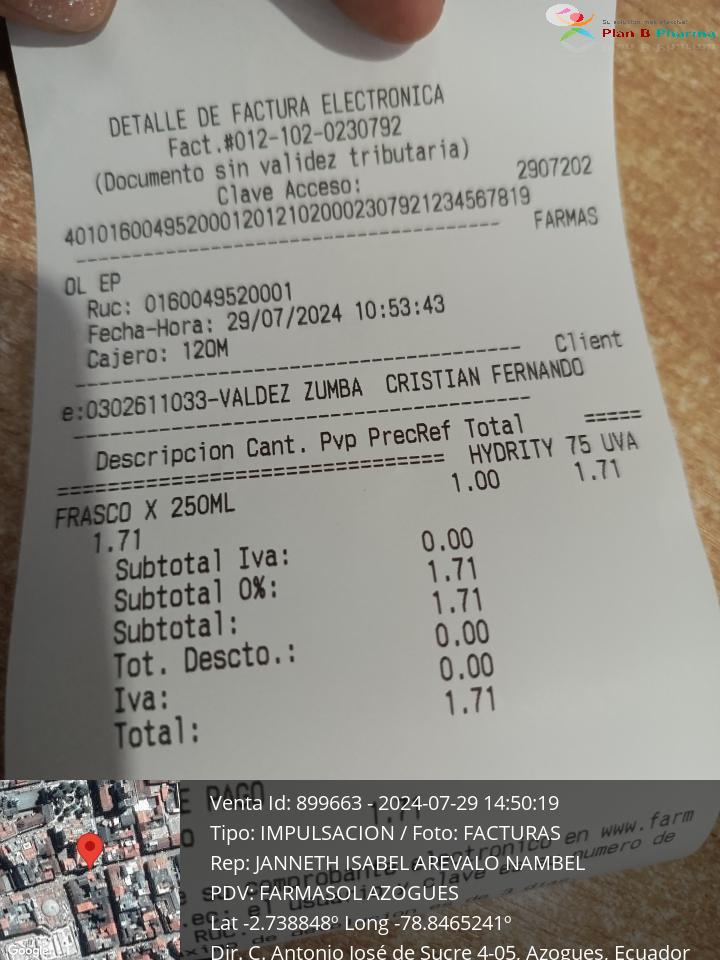 Plan B Pharma
DETALLE DE FACTURA ELECTRONICA
Fact.#012-102-0230792
(Documento sin validez tributaria)
Clave Acceso: 2907202
401016004952000120121020002307921234567819
FARMAS
OL EP
Ruc: 0160049520001
Fecha-Hora: 29/07/2024 10:53:43
Cajero: 120M
Client
e:0302611033-VALDEZ ZUMBA CRISTIAN FERNANDO
Descripcion Cant. Pvp PrecRef Total
HYDRITY 75 UVA
FRASCO X 250ML 1.00 1.71
1.71
Subtotal Iva: 0.00
Subtotal 0%: 1.71
Subtotal: 1.71
Tot. Descto.: 0.00
Iva: 0.00
Total: 1.71
Venta Id: 899663 - 2024-07-29 14:50:19
Tipo: IMPULSACION / Foto: FACTURAS
Rep: JANNETH ISABEL AREVALO NAMBEL
PDV: FARMASOL AZOGUES
Lat -2.738848º Long -78.8465241º
Dir. C. Antonio José de Sucre 4-05, Azogues, Ecuador
Google